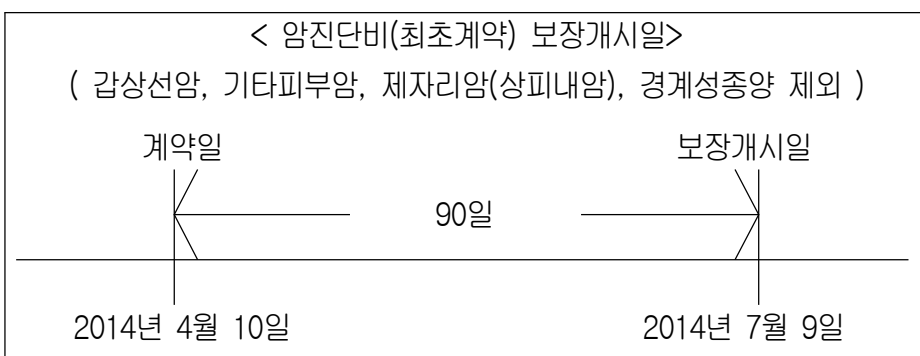 < 암진단비(최초계약) 보장개시일>
( 갑상선암, 기타피부암, 제자리암(상피내암), 경계성종양 제외 )
계약일 보장개시일
90일
2014년 4월 10일 2014년 7월 9일